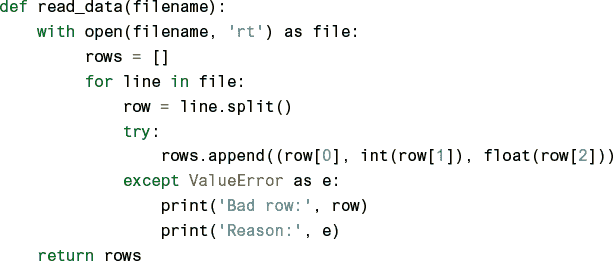 def read_data(filename):
    with open(filename, 'rt') as file:
         rows = []
         for line in file:
             row = line.split()
             try:
                 rows.append((row[0], int(row[1]), float(row[2]))
             except ValueError as e:
                 print('Bad row:', row)
                 print('Reason:', e)
    return rows